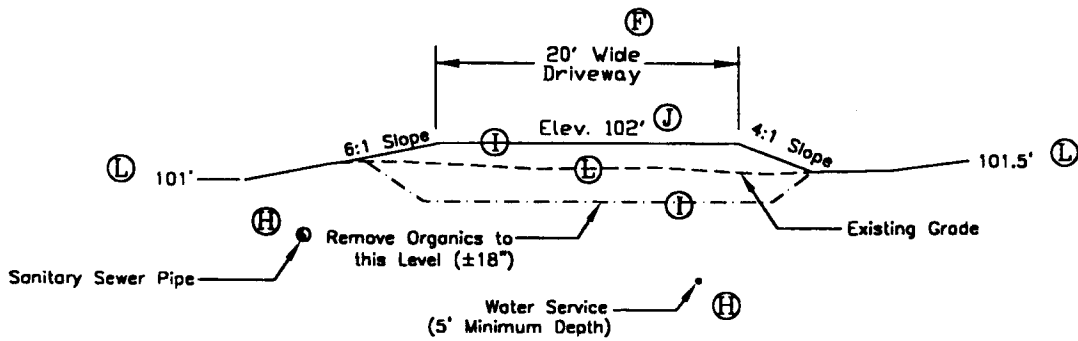 F
20' Wide
Driveway
6:1 Slope
I
Elev. 102'
J
4:1 Slope
L
101'
L
101.5'
L
I
H
Remove Organics to
this Level (±18")
Existing Grade
Sanitary Sewer Pipe
Water Service
(5' Minimum Depth)
H